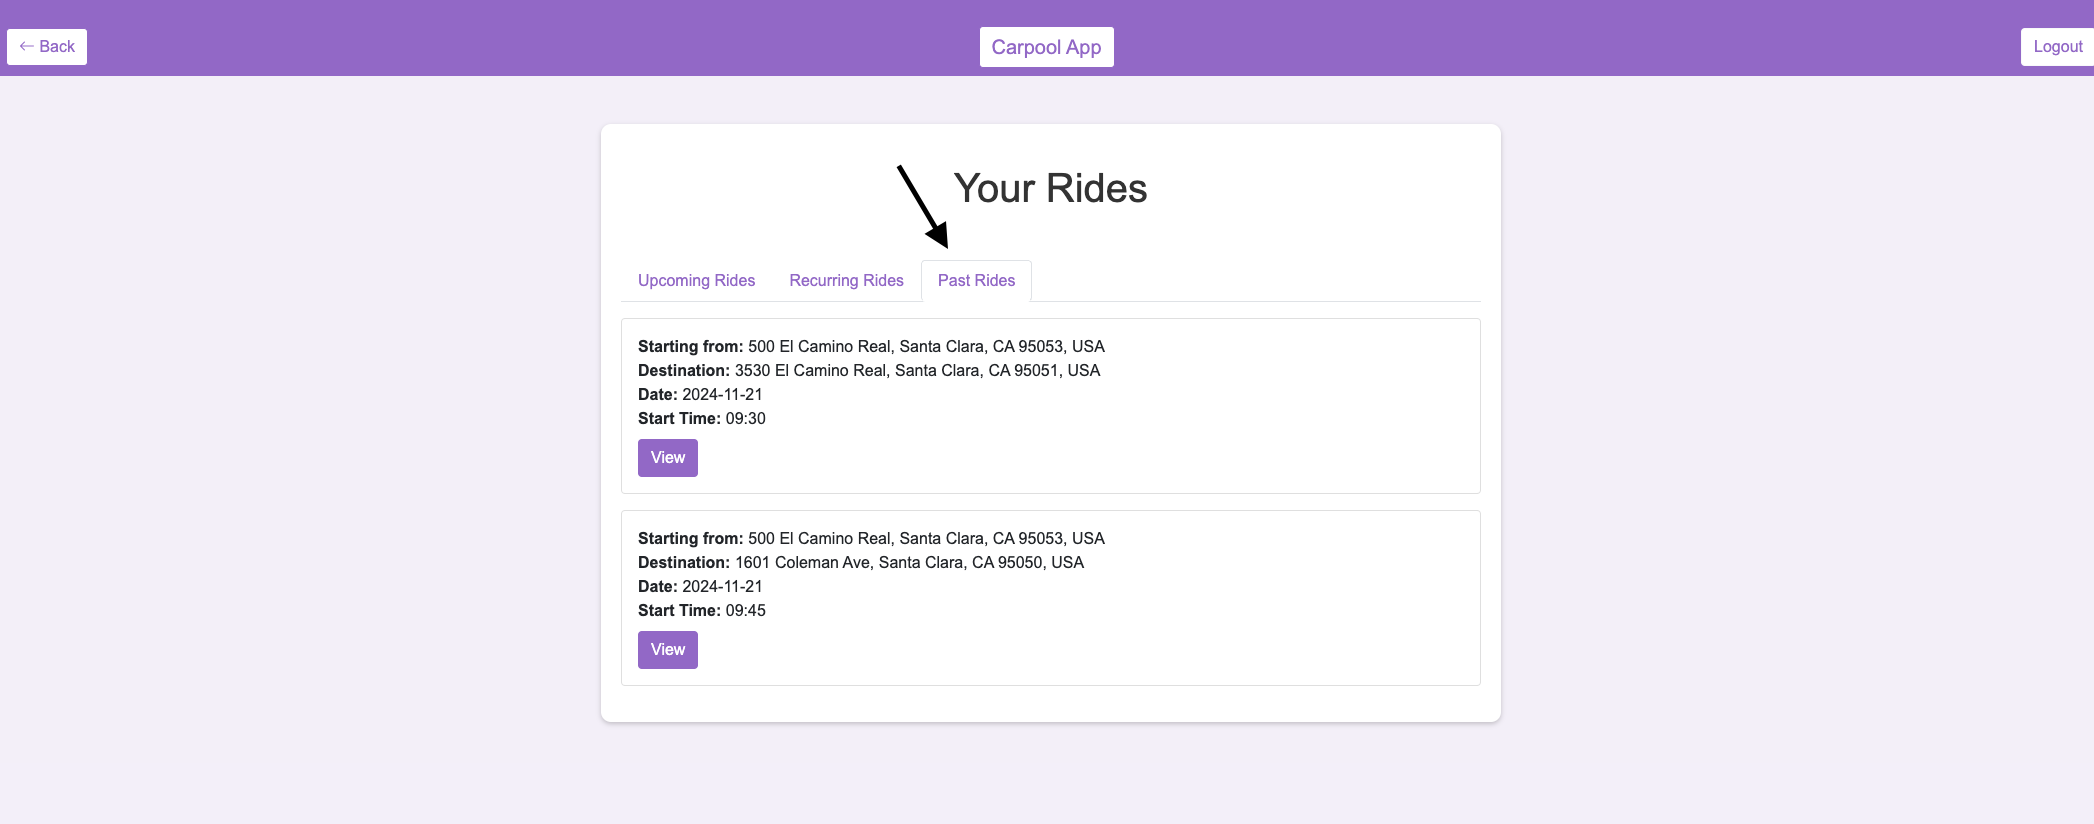 ← Back
Carpool App
Logout
Your Rides
Upcoming Rides Recurring Rides Past Rides
Starting from: 500 El Camino Real, Santa Clara, CA 95053, USA
Destination: 3530 El Camino Real, Santa Clara, CA 95051, USA
Date: 2024-11-21
Start Time: 09:30
View
Starting from: 500 El Camino Real, Santa Clara, CA 95053, USA
Destination: 1601 Coleman Ave, Santa Clara, CA 95050, USA
Date: 2024-11-21
Start Time: 09:45
View